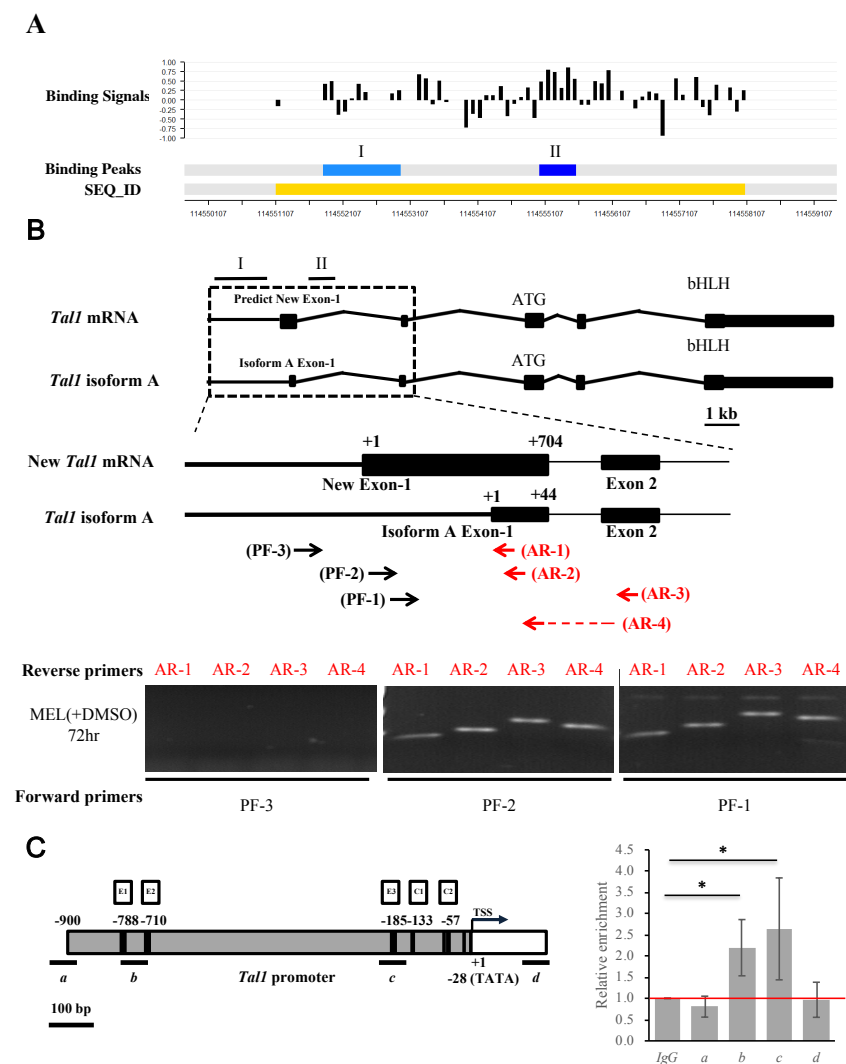 A
1.00
0.75
0.50
0.25
0.00
-0.25
-0.50
-0.75
-1.00
Binding Signals
I II
Binding Peaks
SEQ_ID
114550107 114551107 114552107 114553107 114554107 114555107 114556107 114557107 114558107 114559107
B
I II
Predict New Exon-1 ATG bHLH
Tal1 mRNA
Isoform A Exon-1 ATG bHLH
Tal1 isoform A
1 kb
+1 +704
New Tal1 mRNA
New Exon-1 Exon 2
+1 +44
Tal1 isoform A
Isoform A Exon-1 Exon 2
(PF-3) (AR-1)
(PF-2) (AR-2)
(PF-1) (AR-3)
(AR-4)
Reverse primers AR-1 AR-2 AR-3 AR-4 AR-1 AR-2 AR-3 AR-4 AR-1 AR-2 AR-3 AR-4
MEL(+DMSO)
72hr
Forward primers PF-3 PF-2 PF-1
C
E1 E2 E3 C1 C2
-900 -788 -710 -185 -133 -57 TSS
+1
a b Tal1 promoter c -28 (TATA) d
100 bp
Relative enrichment
4.5
4.0
3.5
3.0
2.5
2.0
1.5
1.0
0.5
0.0
*
*
IgG a b c d